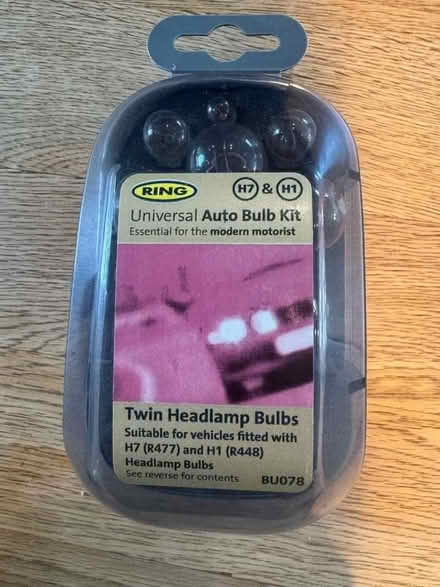 RING H7 & H1
Universal Auto Bulb Kit
Essential for the modern motorist
Twin Headlamp Bulbs
Suitable for vehicles fitted with
H7 (R477) and H1 (R448)
Headlamp Bulbs
See reverse for contents BU078